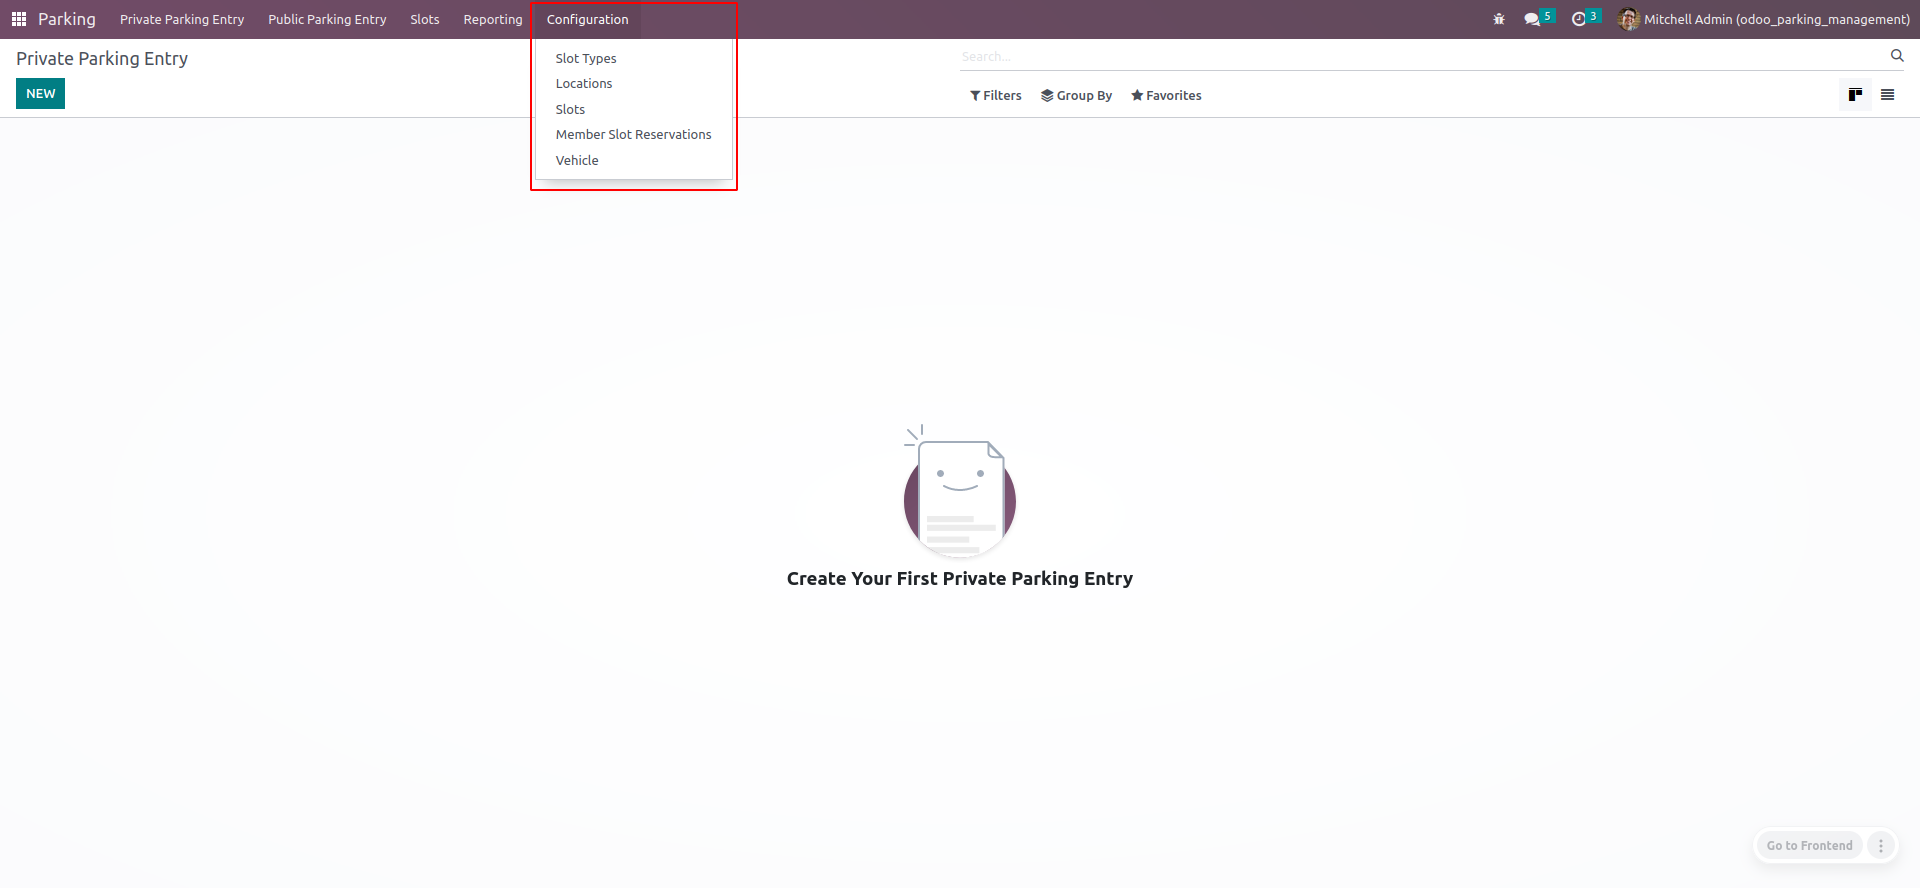 Parking Private Parking Entry Public Parking Entry Slots Reporting Configuration 5 3 Mitchell Admin (odoo_parking_management)
Private Parking Entry
Search...
NEW
Filters Group By Favorites
Slot Types
Locations
Slots
Member Slot Reservations
Vehicle
Create Your First Private Parking Entry
Go to Frontend